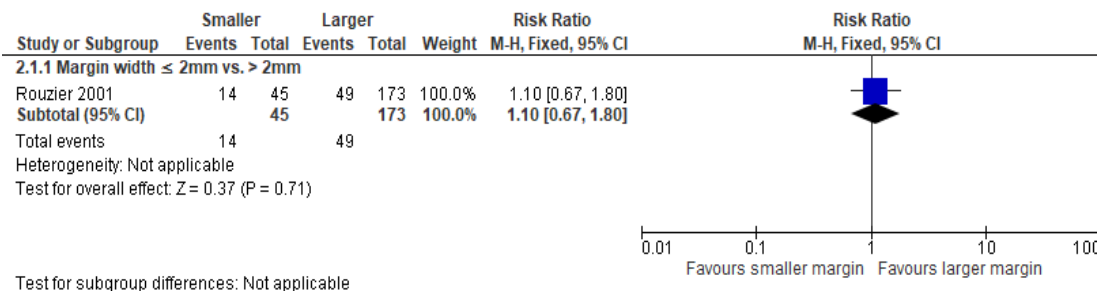 Smaller Larger Risk Ratio Risk Ratio
Study or Subgroup Events Total Events Total Weight M-H, Fixed, 95% CI M-H, Fixed, 95% CI
2.1.1 Margin width ≤ 2mm vs. > 2mm
Rouzier 2001 14 45 49 173 100.0% 1.10 [0.67, 1.80]
Subtotal (95% CI) 45 173 100.0% 1.10 [0.67, 1.80]
Total events 14 49
Heterogeneity: Not applicable
Test for overall effect: Z = 0.37 (P = 0.71)
0.01 0.1 1 10 100
Favours smaller margin Favours larger margin
Test for subgroup differences: Not applicable